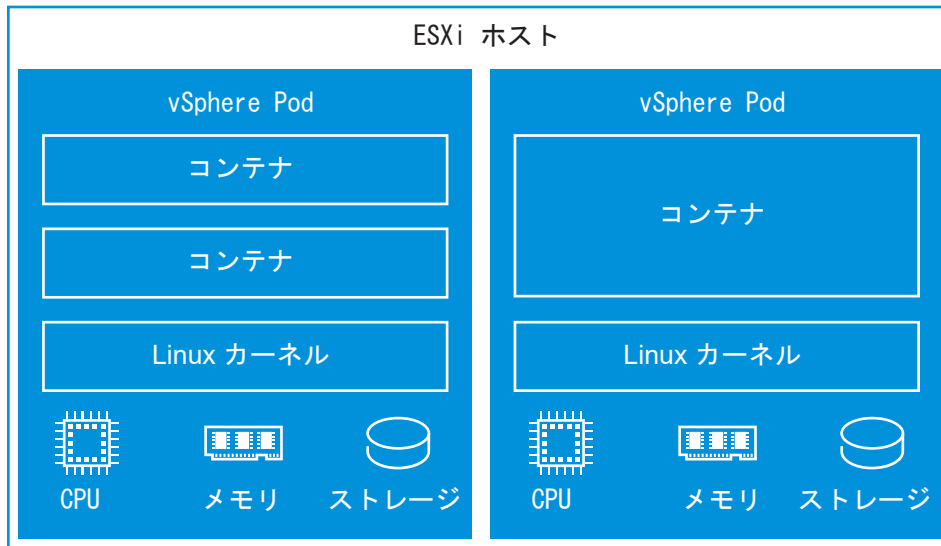 ESXi ホスト
vSphere Pod
コンテナ
コンテナ
Linux カーネル
CPU メモリ ストレージ
vSphere Pod
コンテナ
Linux カーネル
CPU メモリ ストレージ